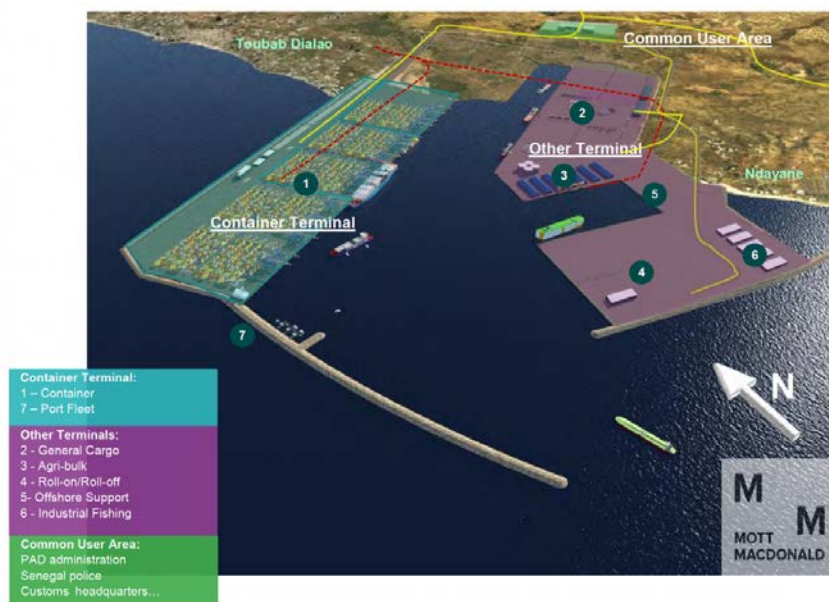 Toubab Dialao
Common User Area
2
Other Terminal
3
Ndayane
5
1
Container Terminal
4
6
7
N
Container Terminal:
1 – Container
7 – Port Fleet
Other Terminals:
2 - General Cargo
3 - Agri-bulk
4 - Roll-on/Roll-off
5- Offshore Support
6 - Industrial Fishing
Common User Area:
PAD administration
Senegal police
Customs headquarters…
M
M
MOTT
MACDONALD